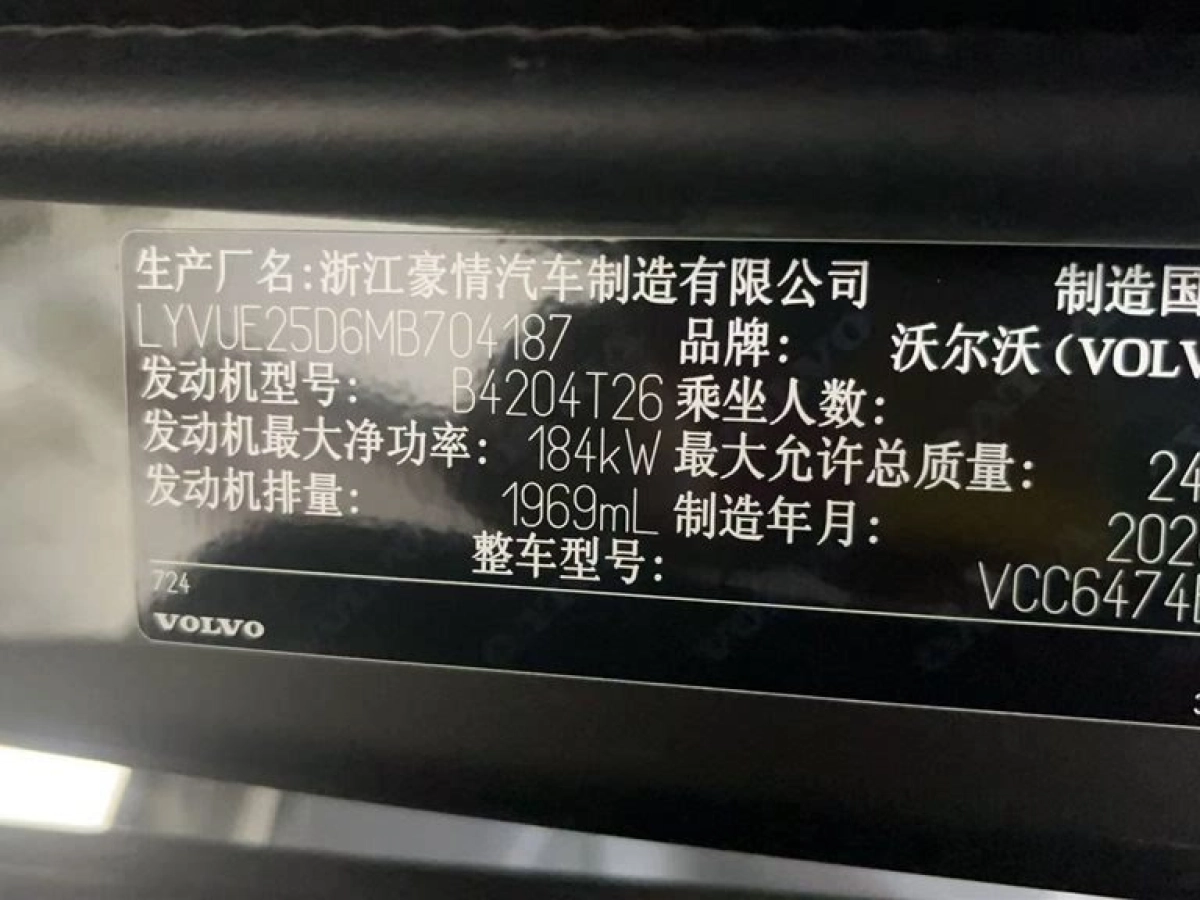 生产厂名:浙江豪情汽车制造有限公司 制造国
LYVUE25D6MB704187 品牌: 沃尔沃(VOLV
发动机型号: B4204T26 乘坐人数:
发动机最大净功率: 184kW 最大允许总质量: 24
发动机排量: 1969mL 制造年月: 202
整车型号: VCC6474
724
VOLVO